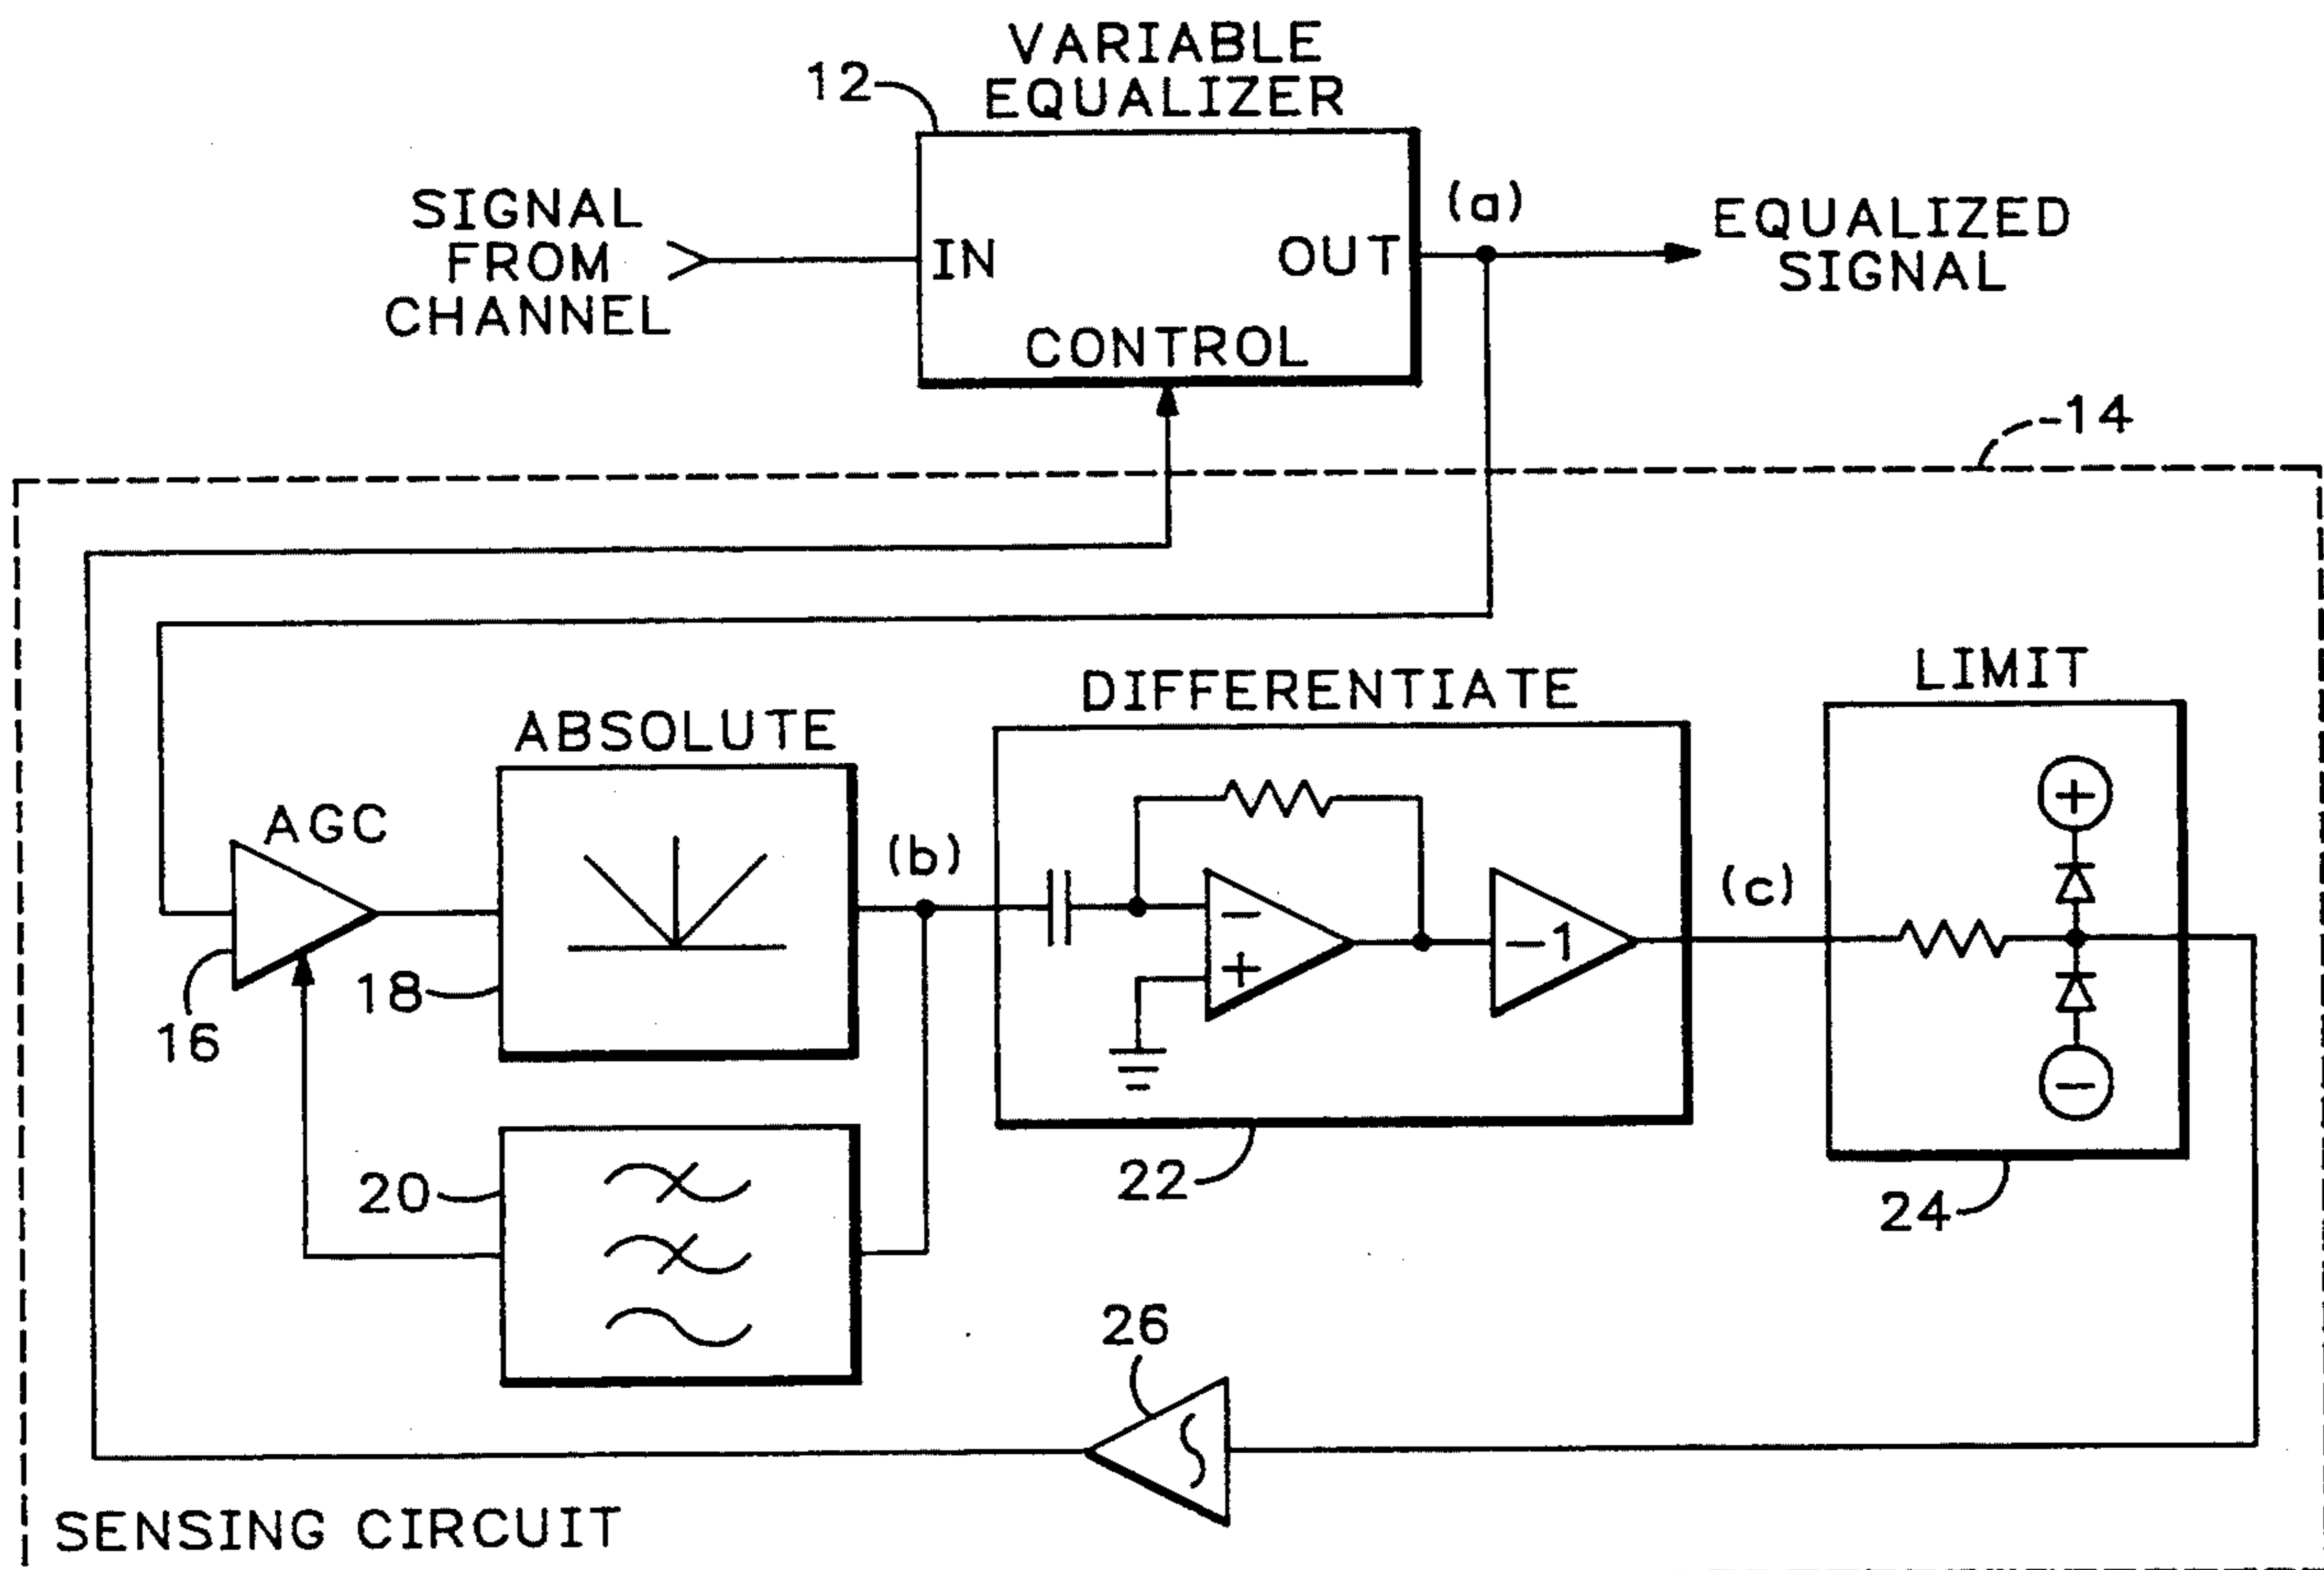 VARIABLE
EQUALIZER
12
SIGNAL
FROM
CHANNEL
IN
OUT
CONTROL
(a)
EQUALIZED
SIGNAL
14
AGC
16
ABSOLUTE
18
(b)
20
DIFFERENTIATE
−
+
−1
22
(c)
LIMIT
+
−
24
26
SENSING CIRCUIT